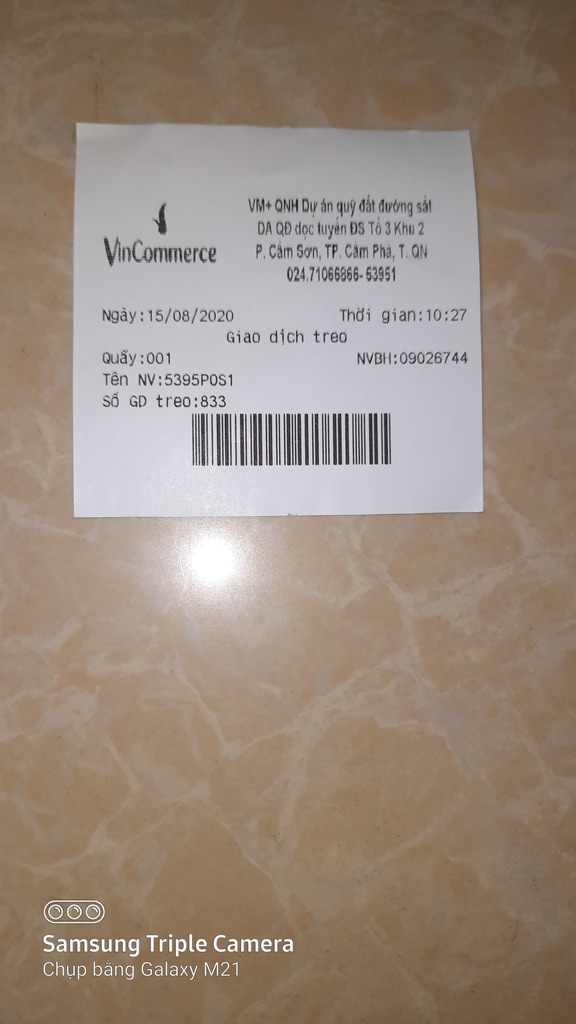 VinCommerce
VM+ QNH Dự án quỹ đất đường sắt
DA QĐ dọc tuyến ĐS Tổ 3 Khu 2
P. Cẩm Sơn, TP. Cẩm Phả, T. QN
024.71066866- 53951
Ngày:15/08/2020 Thời gian:10:27
Giao dịch treo
Quầy:001 NVBH:09026744
Tên NV:5395POS1
Số GD treo:833
Samsung Triple Camera
Chụp bằng Galaxy M21